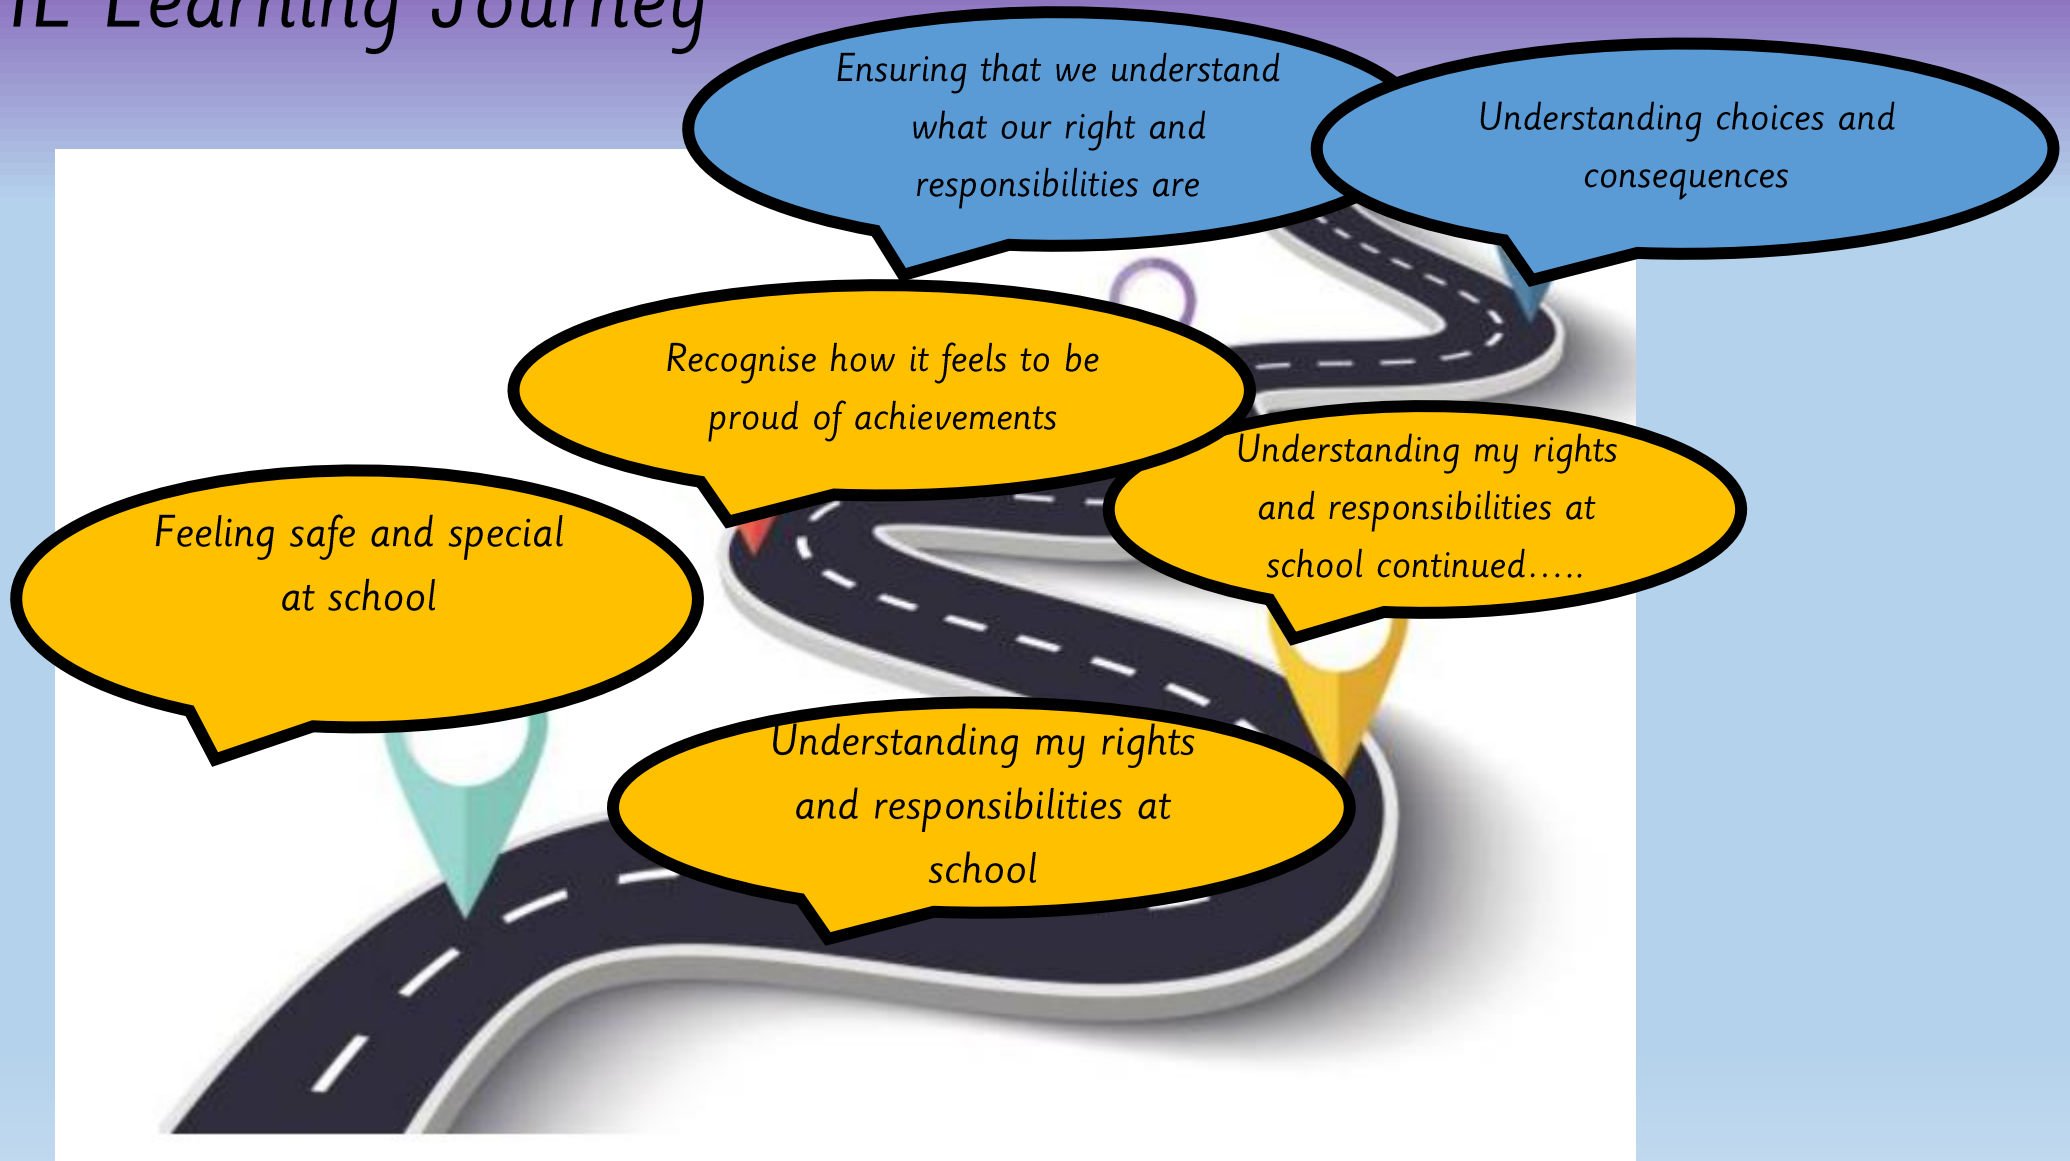 Learning Journey
Ensuring that we understand
what our right and
responsibilities are
Understanding choices and
consequences
Recognise how it feels to be
proud of achievements
Understanding my rights
and responsibilities at
school continued.....
Feeling safe and special
at school
Understanding my rights
and responsibilities at
school